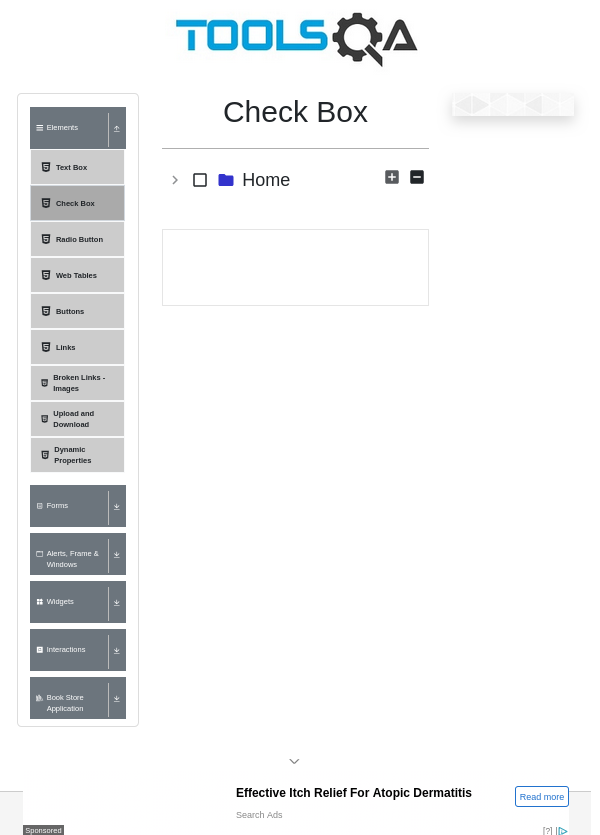 TOOLSQA
Elements
Text Box
Check Box
Radio Button
Web Tables
Buttons
Links
Broken Links -
Images
Upload and
Download
Dynamic
Properties
Forms
Alerts, Frame &
Windows
Widgets
Interactions
Book Store
Application
Check Box
Home
Effective Itch Relief For Atopic Dermatitis
Search Ads
Read more
Sponsored
[?]